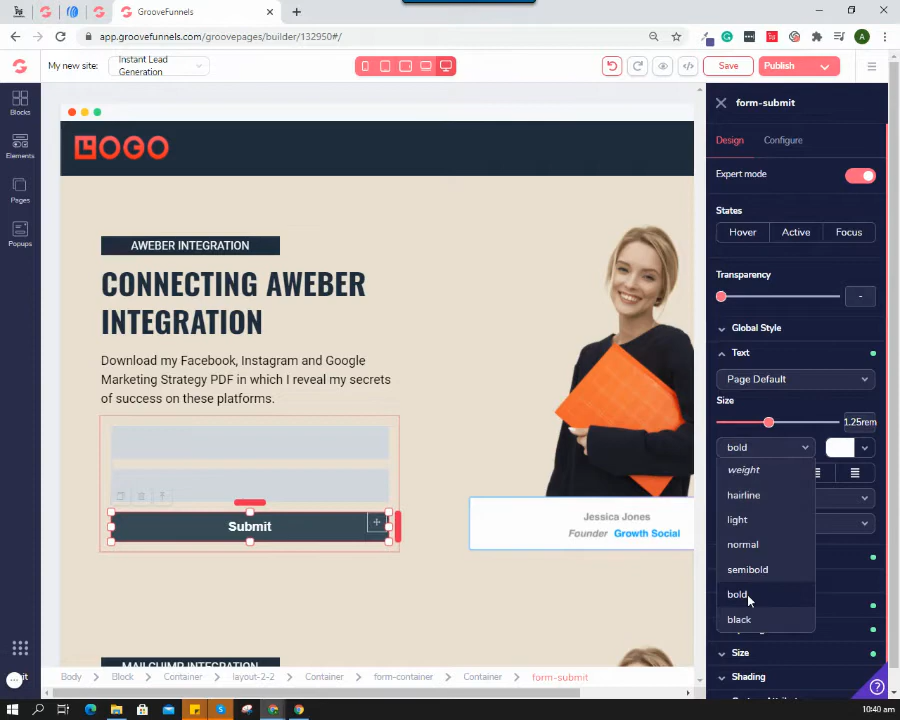 GrooveFunnels
app.groovefunnels.com/groovepages/builder/132950#/
A
My new site:
Instant Lead
Generation
Save
Publish
form-submit
Blocks
Elements
Pages
Popups
LOGO
Design
Configure
Expert mode
States
Hover
Active
Focus
Transparency
-
Global Style
Text
Page Default
Size
1.25rem
bold
weight
hairline
light
normal
semibold
bold
black
Size
Shading
AWEBER INTEGRATION
CONNECTING AWEBER
INTEGRATION
Download my Facebook, Instagram and Google
Marketing Strategy PDF in which I reveal my secrets
of success on these platforms.
Submit
Jessica Jones
Founder Growth Social
MAILCHIMP INTEGRATION
Body
Block
Container
layout-2-2
Container
form-container
Container
form-submit
10:40 am